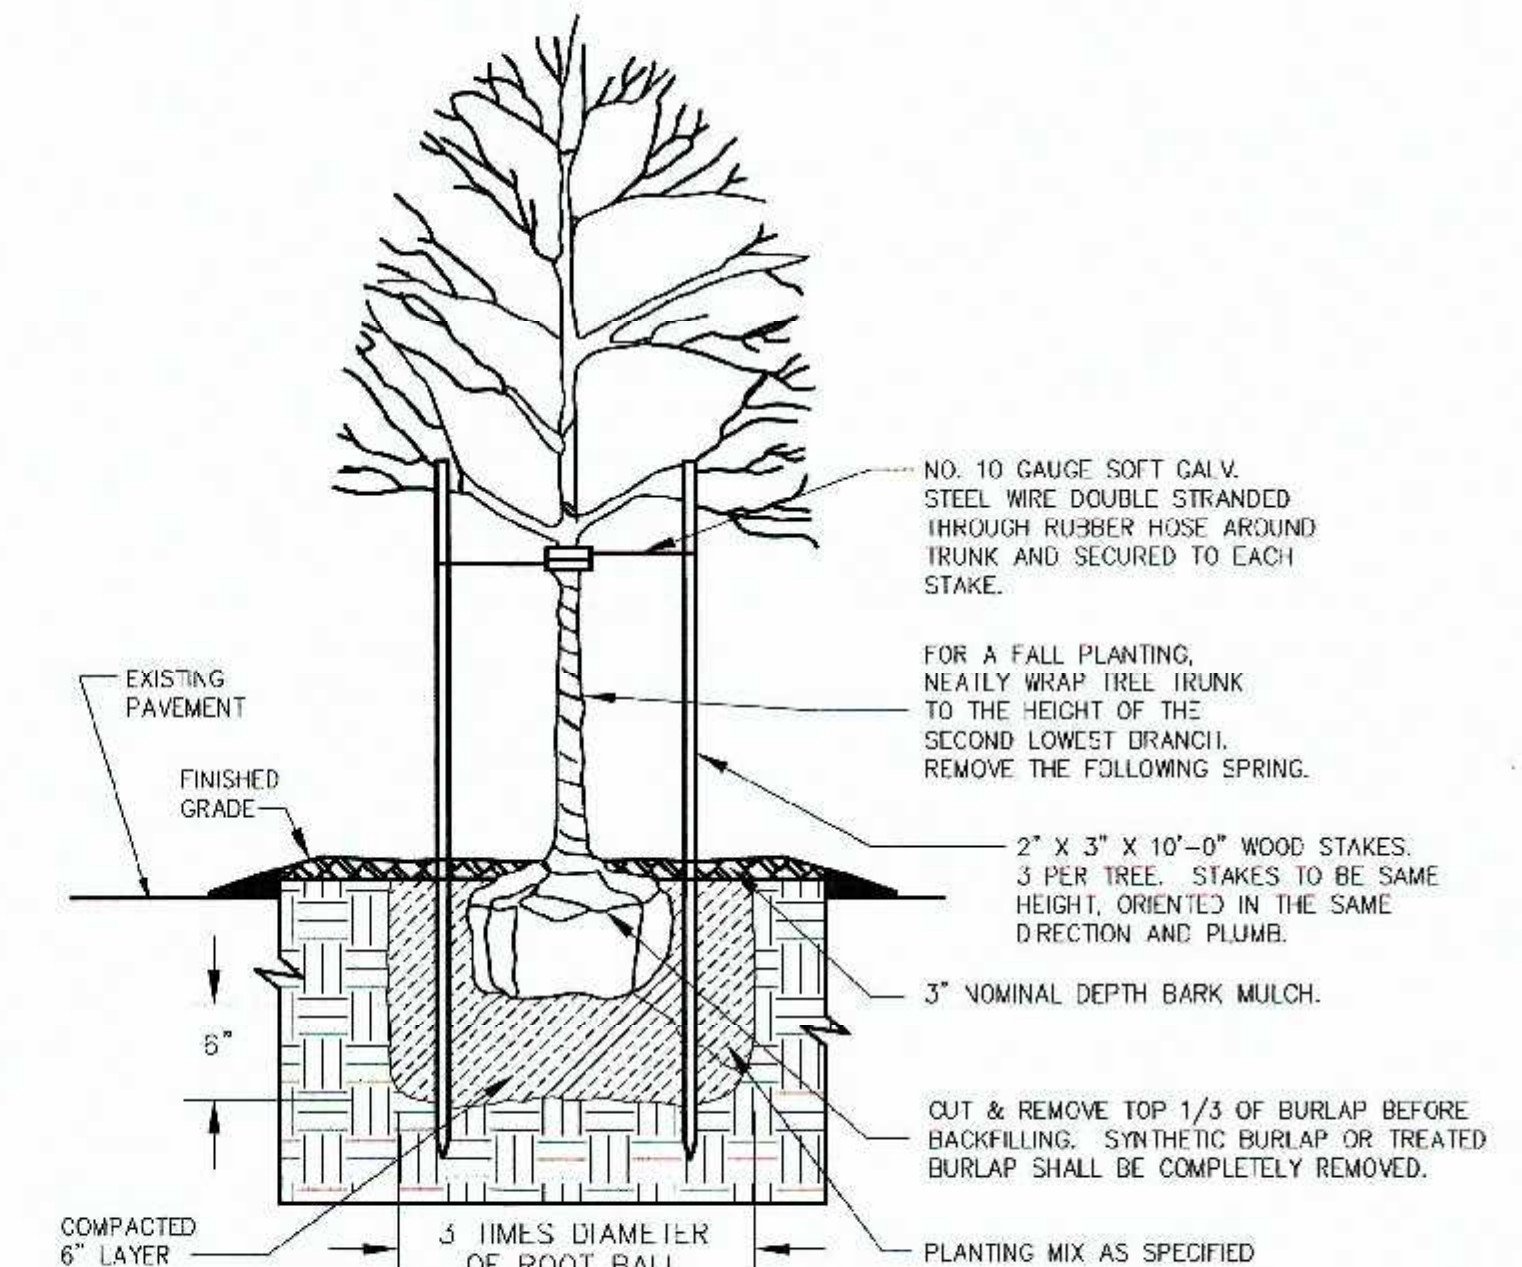 NO. 10 GAUGE SOFT GALV.
STEEL WIRE DOUBLE STRANDED
THROUGH RUBBER HOSE AROUND
TRUNK AND SECURED TO EACH
STAKE.
FOR A FALL PLANTING,
NEATLY WRAP TREE TRUNK
TO THE HEIGHT OF THE
SECOND LOWEST BRANCH.
REMOVE THE FOLLOWING SPRING.
EXISTING
PAVEMENT
FINISHED
GRADE
2" X 3" X 10'-0" WOOD STAKES.
3 PER TREE. STAKES TO BE SAME
HEIGHT, ORIENTED IN THE SAME
DIRECTION AND PLUMB.
3" NOMINAL DEPTH BARK MULCH.
6"
CUT & REMOVE TOP 1/3 OF BURLAP BEFORE
BACKFILLING. SYNTHETIC BURLAP OR TREATED
BURLAP SHALL BE COMPLETELY REMOVED.
COMPACTED
6" LAYER
3 TIMES DIAMETER
OF ROOT BALL
PLANTING MIX AS SPECIFIED